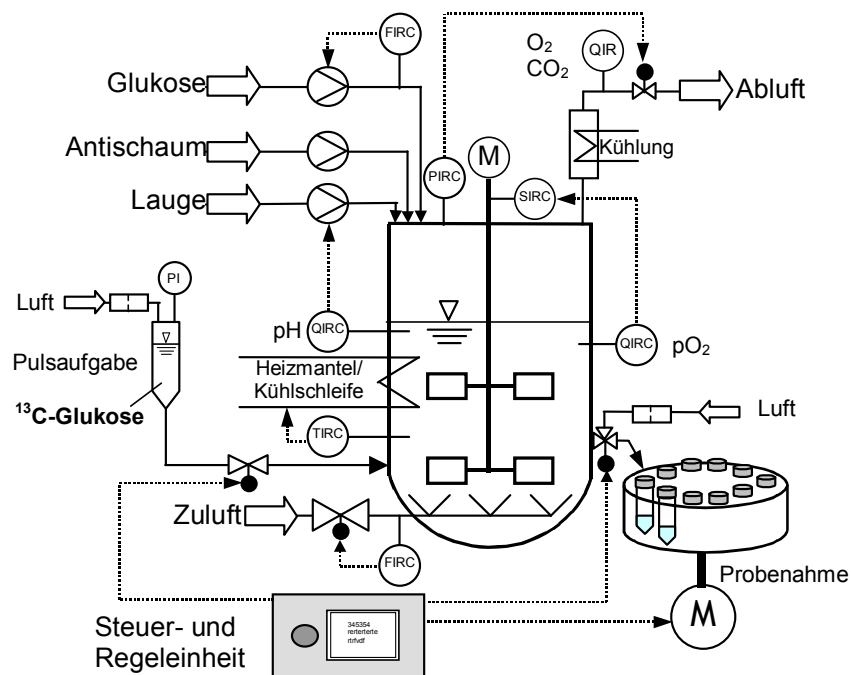 FIRC
O₂
CO₂
QIR
Glukose
Abluft
Antischaum
M
Kühlung
PIRC
SIRC
Lauge
PI
Luft
pH
QIRC
QIRC
pO₂
Pulsaufgabe
Heizmantel/
Kühlschleife
¹³C-Glukose
Luft
TIRC
Zuluft
FIRC
Probenahme
M
Steuer- und
Regeleinheit
345354
rerterterte
rtrfvdf